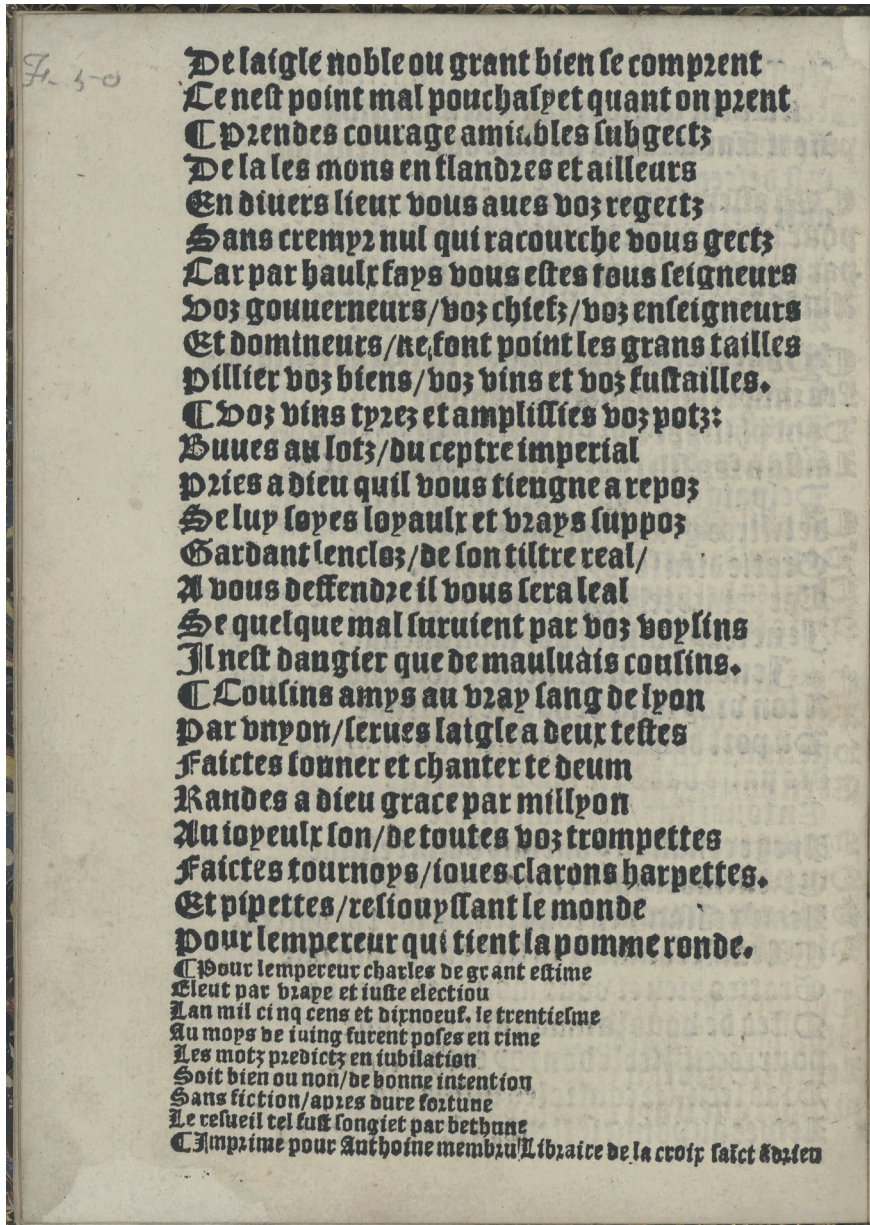 De laigle noble ou grant bien se comprent
Ce nest point mal pouchasyet quant on prent
¶ Prendes courage amiables subgectz
De la les mons en flandres et ailleurs
En diuers lieux vous aues voz regectz
Sans cremyr nul qui racourche vous gectz
Car par haulx fays vous estes tous seigneurs
Voz gouuerneurs/voz chiefz/voz enseigneurs
Et domineurs/ne font point les grans tailles
Pillier voz biens/voz vins et voz fustailles.
¶ Voz vins tyrez et amplissies voz potz:
Buues au lotz/du ceptre imperial
Pries a dieu quil vous tiengne a repoz
Se luy soyes loyaulx et vrays suppoz
Gardant lencloz/de son tiltre real/
A vous deffendre il vous sera leal
Se quelque mal suruient par voz voysins
Il nest dangier que de mauluais cousins.
¶ Cousins amys au vray sang de lyon
Par vnyon/serues laigle a deux testes
Faictes sonner et chanter te deum
Randes a dieu grace par millyon
Au ioyeulx son/de toutes voz trompettes
Faictes tournoys/ioues clarons harpettes.
Et pipettes/resiouyssant le monde
Pour lempereur qui tient la pomme ronde.
¶ Pour lempereur charles de grant estime
Eleut par vraye et iuste electiou
Lan mil cinq cens et dixnoeuf. le trentiesme
Au moys de iuing furent poses en rime
Les motz predictz en iubilation
Soit bien ou non/de bonne intention
Sans fiction/apres dure fortune
Le resueil tel fust songiet par bethune
¶ Imprime pour Anthoine membru Libraire de la croix saict Adrien